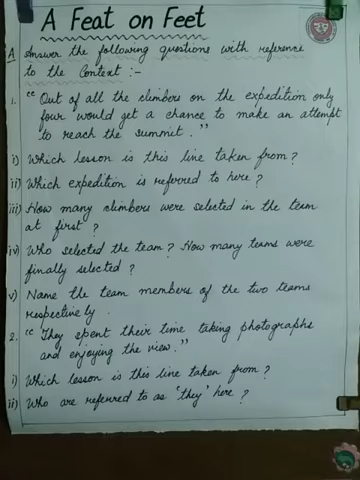 A Feat on Feet
A Answer the following questions with reference
to the Context :-
1. "Out of all the climbers on the expedition only
four would get a chance to make an attempt
to reach the summit."
i) Which lesson is this line taken from?
ii) Which expedition is referred to here?
iii) How many climbers were selected in the team
at first?
iv) Who selected the team? How many teams were
finally selected?
v) Name the team members of the two teams
respectively.
2. "They spent their time taking photographs
and enjoying the view."
i) Which lesson is this line taken from?
ii) Who are referred to as 'they' here?